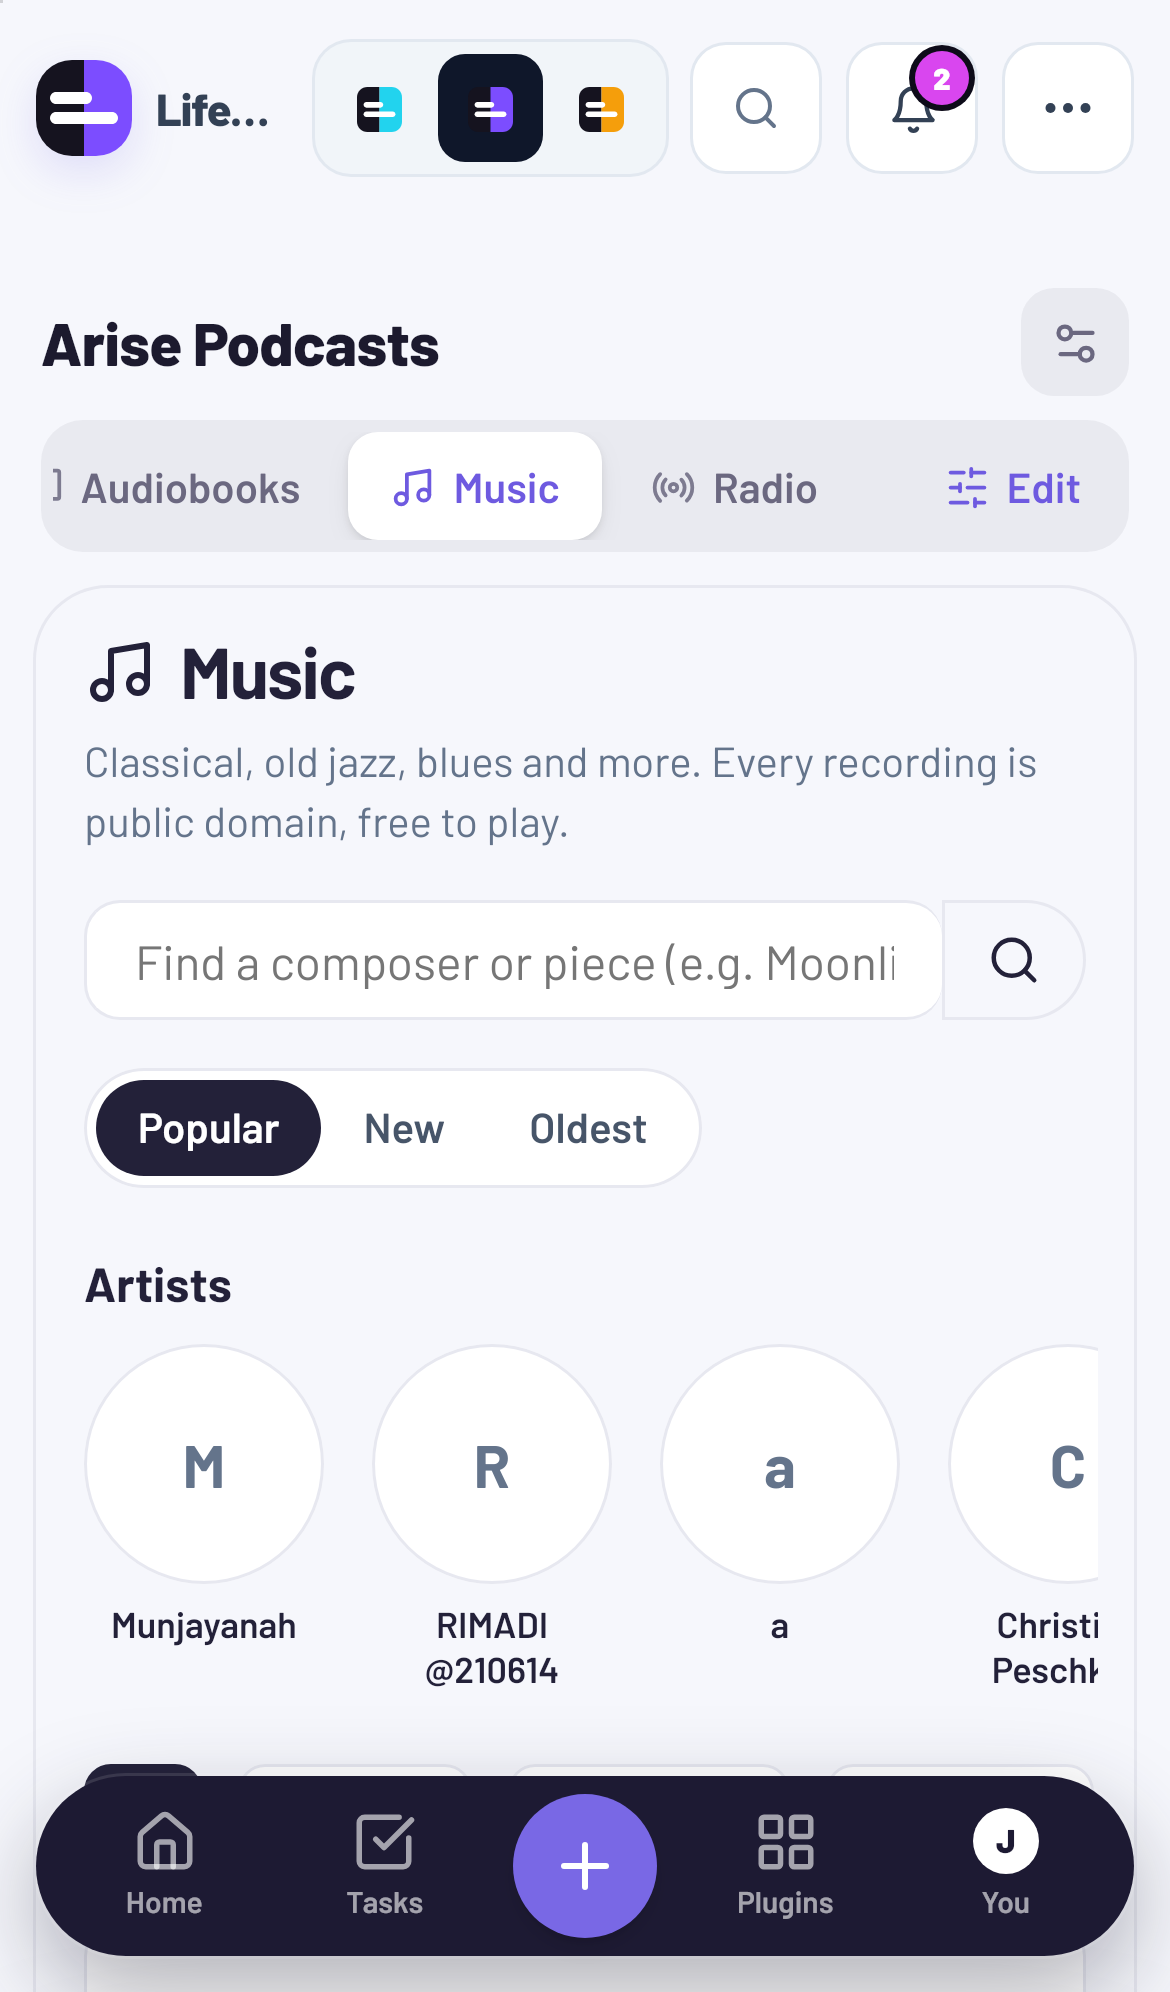 Life...
2
Arise Podcasts
Audiobooks
Music
Radio
Edit
Music
Classical, old jazz, blues and more. Every recording is
public domain, free to play.
Find a composer or piece (e.g. Moonli
Popular
New
Oldest
Artists
M
R
a
C
Munjayanah
RIMADI
@210614
a
Christi
Peschk
Home
Tasks
Plugins
J
You